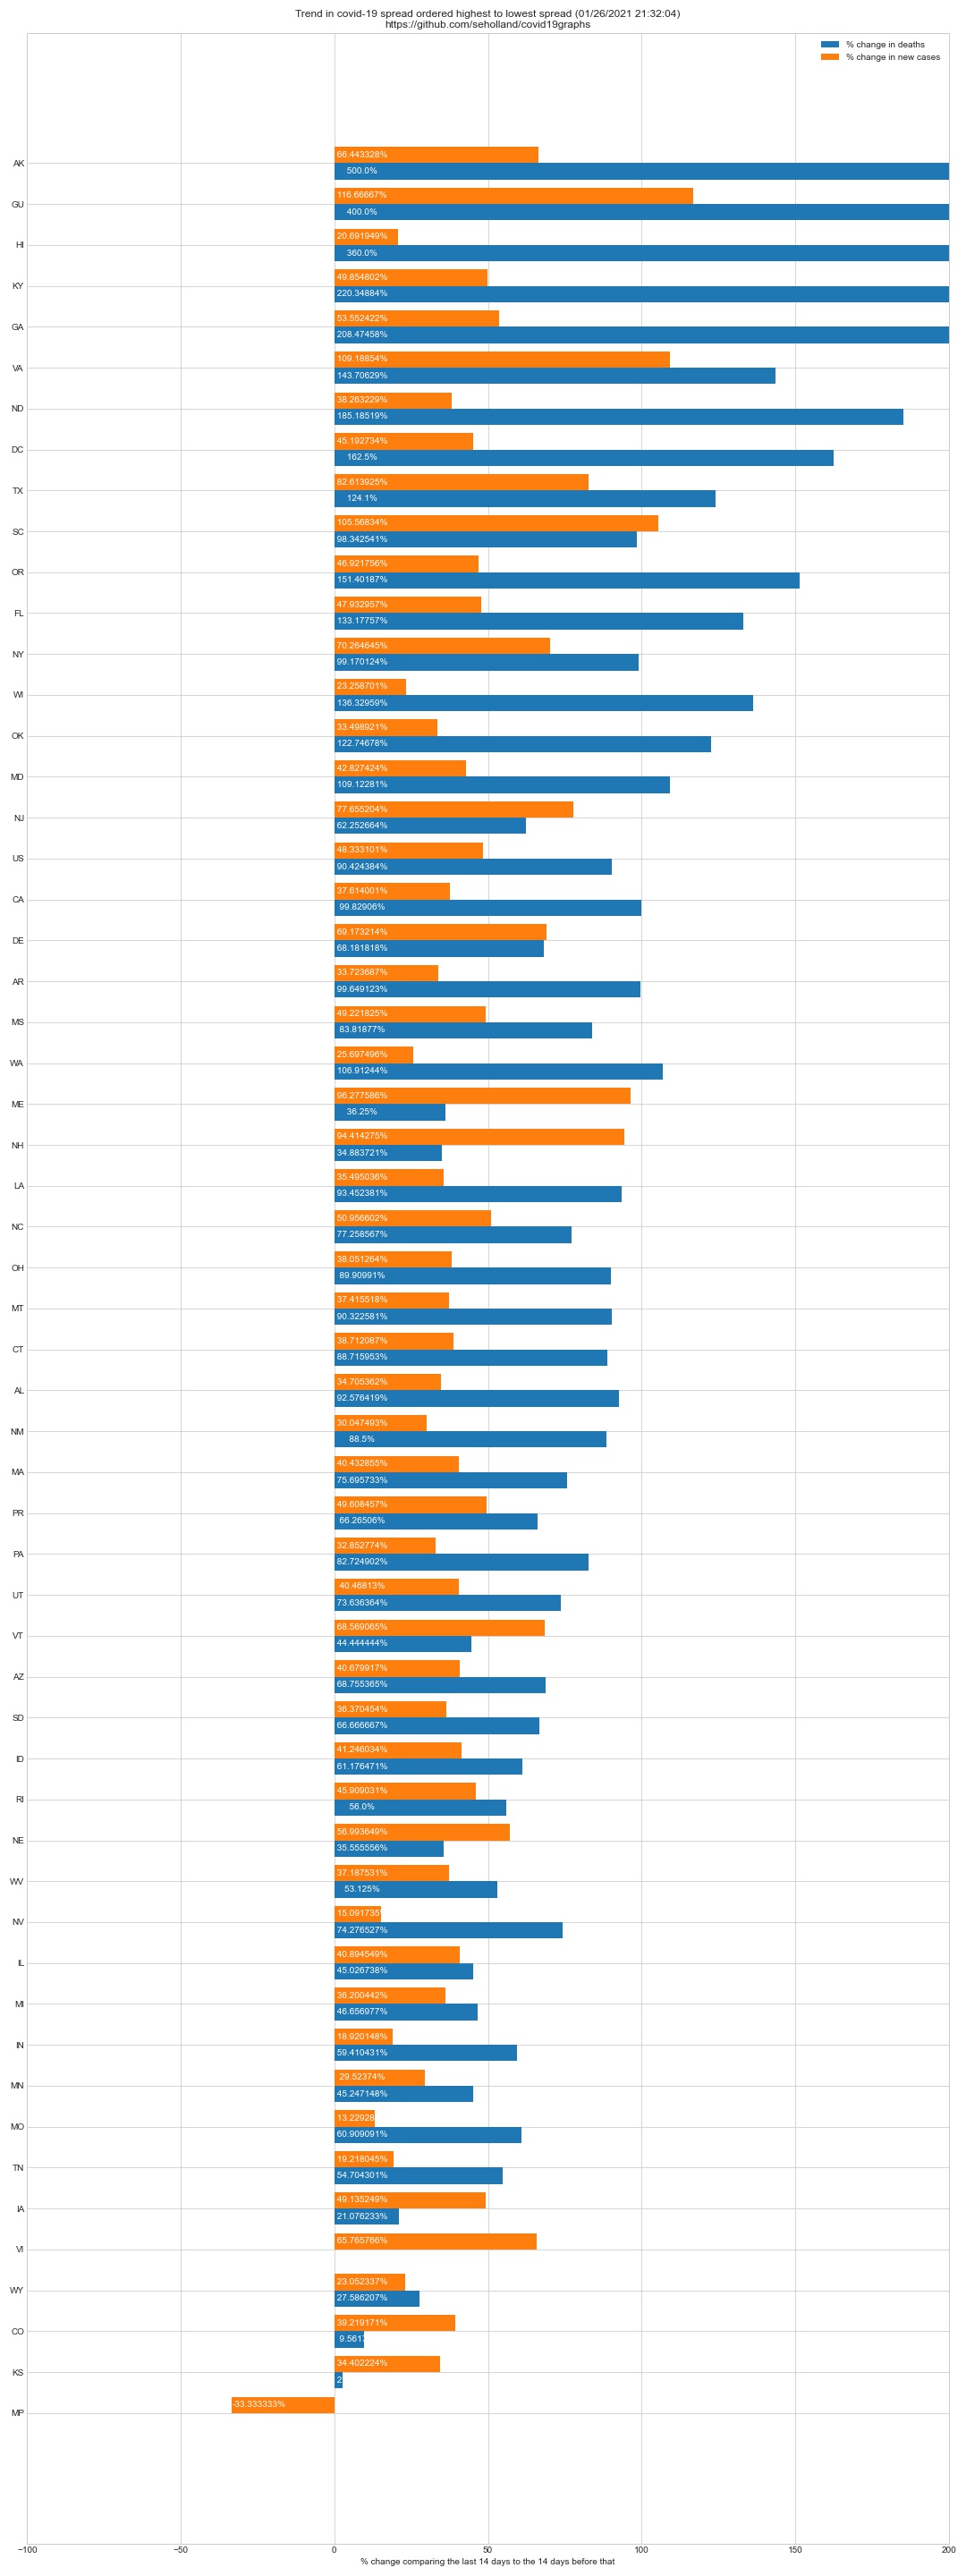 Trend in covid-19 spread ordered highest to lowest spread (01/26/2021 21:32:04)
https://github.com/seholland/covid19graphs
% change in deaths
% change in new cases
66.443328%
AK
500.0%
116.66667%
GU
400.0%
20.691949%
HI
360.0%
49.854802%
KY
220.34884%
53.552422%
GA
208.47458%
109.18854%
VA
143.70629%
38.263229%
ND
185.18519%
45.192734%
DC
162.5%
82.613925%
TX
124.1%
105.56834%
SC
98.342541%
46.921756%
OR
151.40187%
47.932957%
FL
133.17757%
70.264645%
NY
99.170124%
23.258701%
WI
136.32959%
33.498921%
OK
122.74678%
42.827424%
MD
109.12281%
77.655204%
NJ
62.252664%
48.333101%
US
90.424384%
37.614001%
CA
99.82906%
69.173214%
DE
68.181818%
33.723687%
AR
99.649123%
49.221825%
MS
83.81877%
25.697496%
WA
106.91244%
96.277586%
ME
36.25%
94.414275%
NH
34.883721%
35.495036%
LA
93.452381%
50.956602%
NC
77.258567%
38.051264%
OH
89.90991%
37.415518%
MT
90.322581%
38.712087%
CT
88.715953%
34.705362%
AL
92.576419%
30.047493%
NM
88.5%
40.432855%
MA
75.695733%
49.608457%
PR
66.26506%
32.852774%
PA
82.724902%
40.46813%
UT
73.636364%
68.569065%
VT
44.444444%
40.679917%
AZ
68.755365%
36.370454%
SD
66.666667%
41.246034%
ID
61.176471%
45.909031%
RI
56.0%
56.993649%
NE
35.555556%
37.187531%
WV
53.125%
15.091735
NV
74.276527%
40.894549%
IL
45.026738%
36.200442%
MI
46.656977%
18.920148%
IN
59.410431%
29.52374%
MN
45.247148%
13.22928
MO
60.909091%
19.218045%
TN
54.704301%
49.135249%
IA
21.076233%
65.765766%
VI
23.052337%
WY
27.586207%
39.219171%
CO
9.561
34.402224%
KS
2
-33.333333%
MP
−100 −50 0 50 100 150 200
% change comparing the last 14 days to the 14 days before that